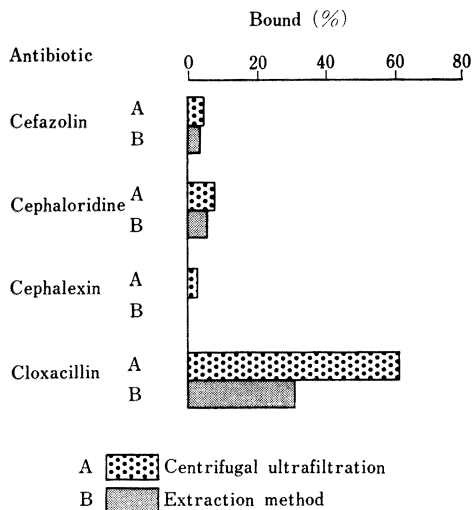 Bound (%)
Antibiotic
0 20 40 60 80
Cefazolin A
B
Cephaloridine A
B
Cephalexin A
B
Cloxacillin A
B
A Centrifugal ultrafiltration
B Extraction method